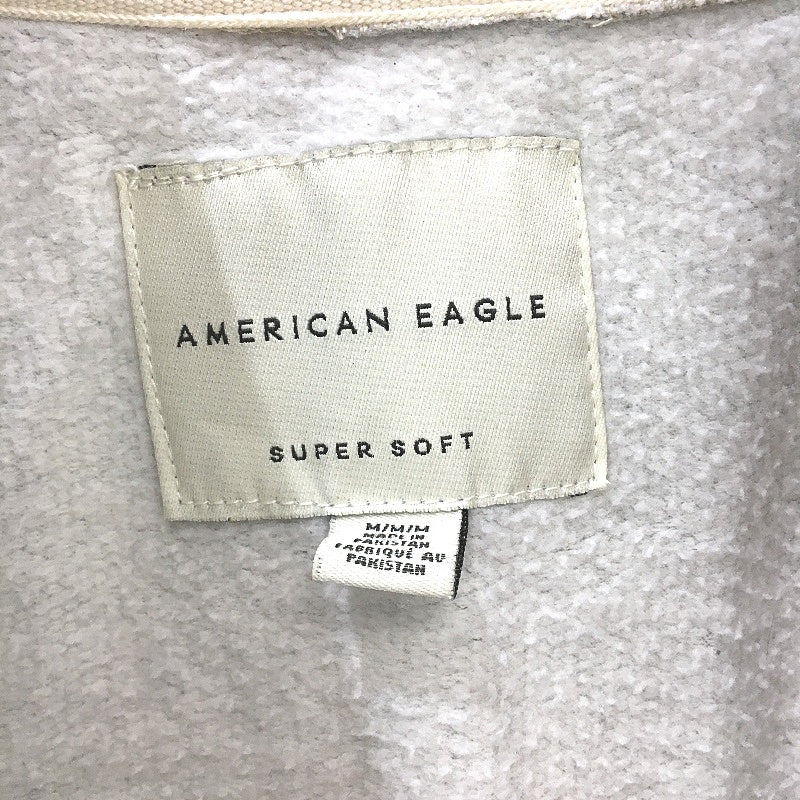 AMERICAN EAGLE
SUPER SOFT
M/M/M
MADE IN
PAKISTAN
FABRIQUÉ AU
PAKISTAN